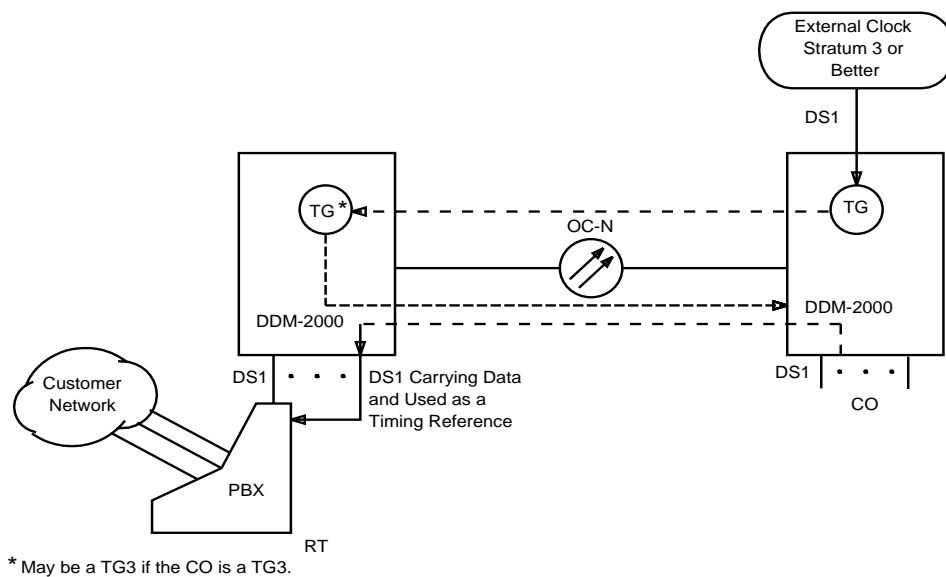 External Clock
Stratum 3 or
Better
DS1
TG*
TG
OC-N
DDM-2000
DDM-2000
DS1
DS1 Carrying Data
and Used as a
Timing Reference
DS1
CO
Customer
Network
PBX
RT
* May be a TG3 if the CO is a TG3.